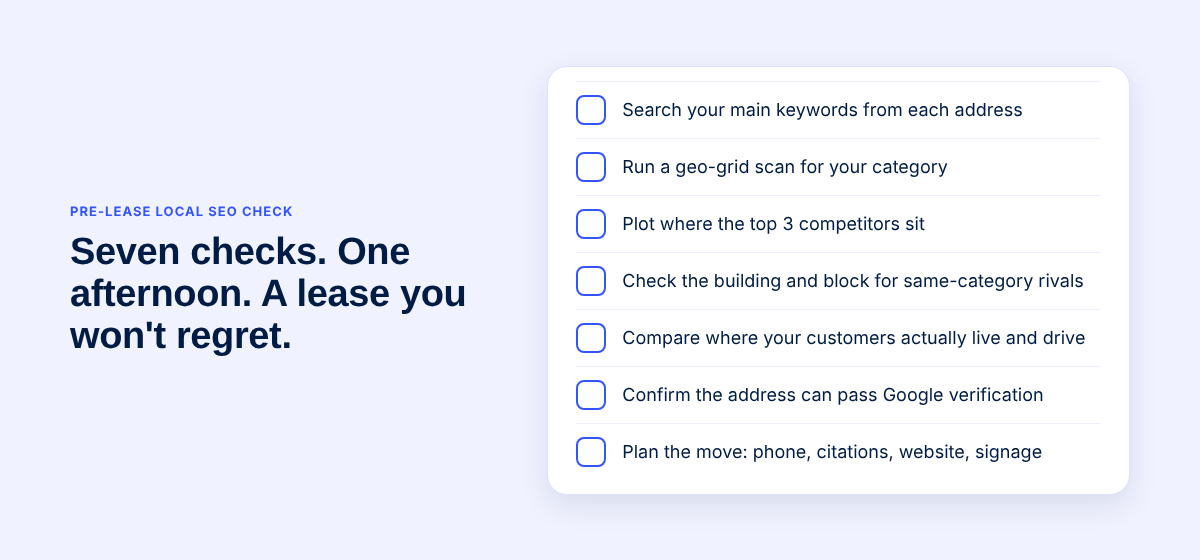 PRE-LEASE LOCAL SEO CHECK
Seven checks. One
afternoon. A lease you
won't regret.
Search your main keywords from each address
Run a geo-grid scan for your category
Plot where the top 3 competitors sit
Check the building and block for same-category rivals
Compare where your customers actually live and drive
Confirm the address can pass Google verification
Plan the move: phone, citations, website, signage